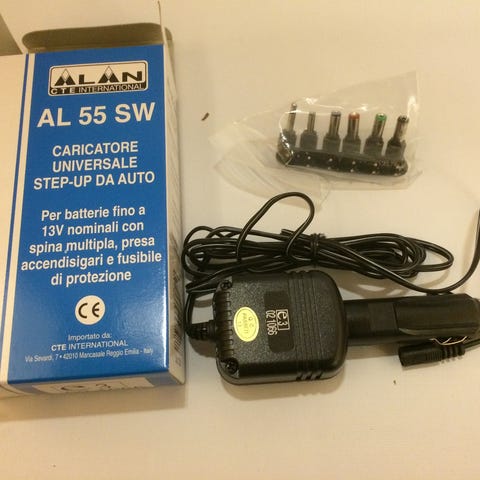 ALAN
CTE INTERNATIONAL
AL 55 SW
CARICATORE
UNIVERSALE
STEP-UP DA AUTO
Per batterie fino a
13V nominali con
spina multipla, presa
accendisigari e fusibile
di protezione
CE
Importato da:
CTE INTERNATIONAL
Via Sevardi, 7 • 42010 Mancasale Reggio Emilia - Italy
e3
021066